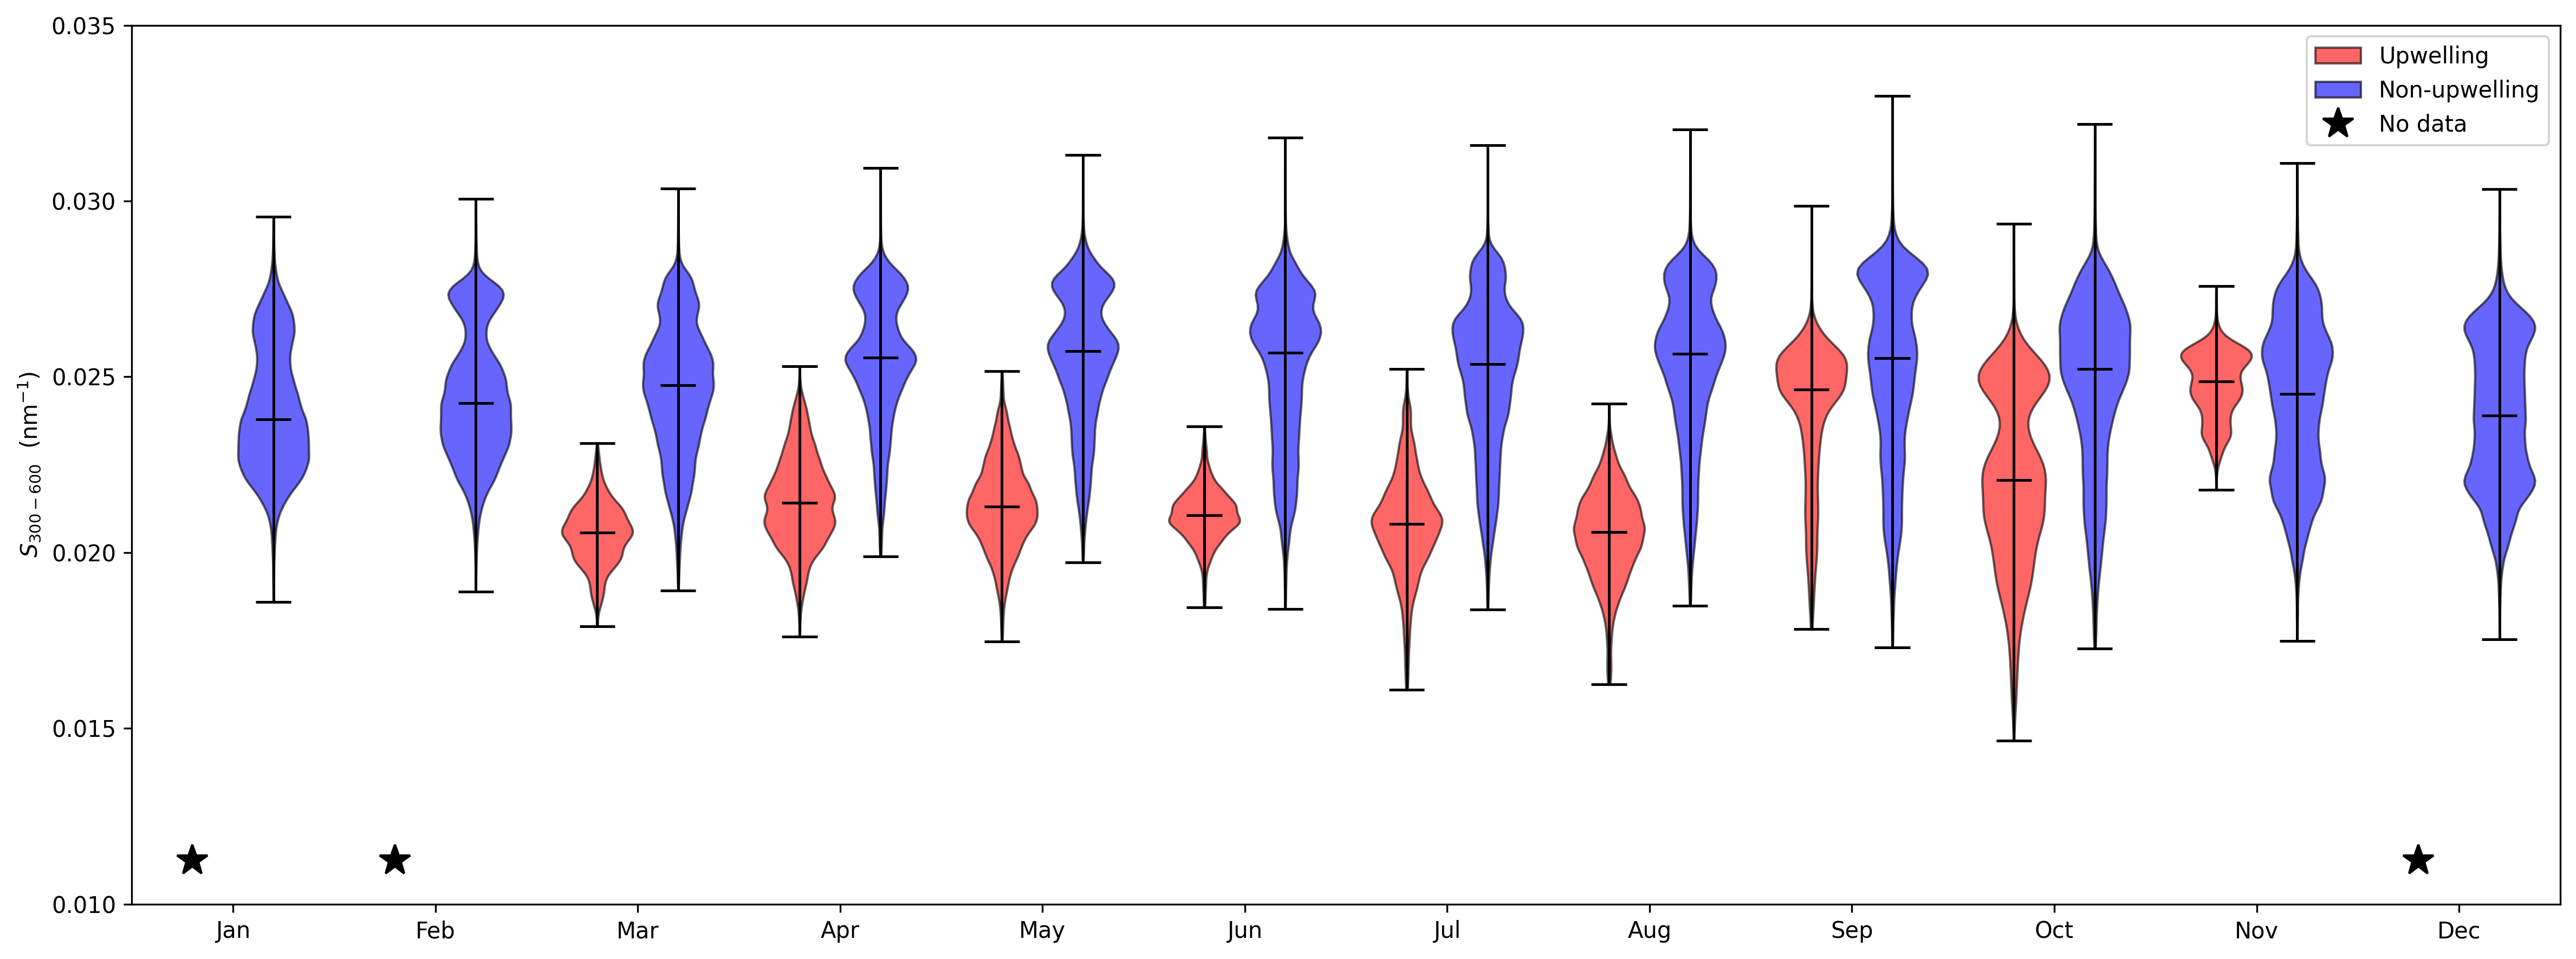 0.035
0.030
0.025
0.020
0.015
0.010
S300−600 (nm−1)
Upwelling
Non-upwelling
No data
Jan Feb Mar Apr May Jun Jul Aug Sep Oct Nov Dec